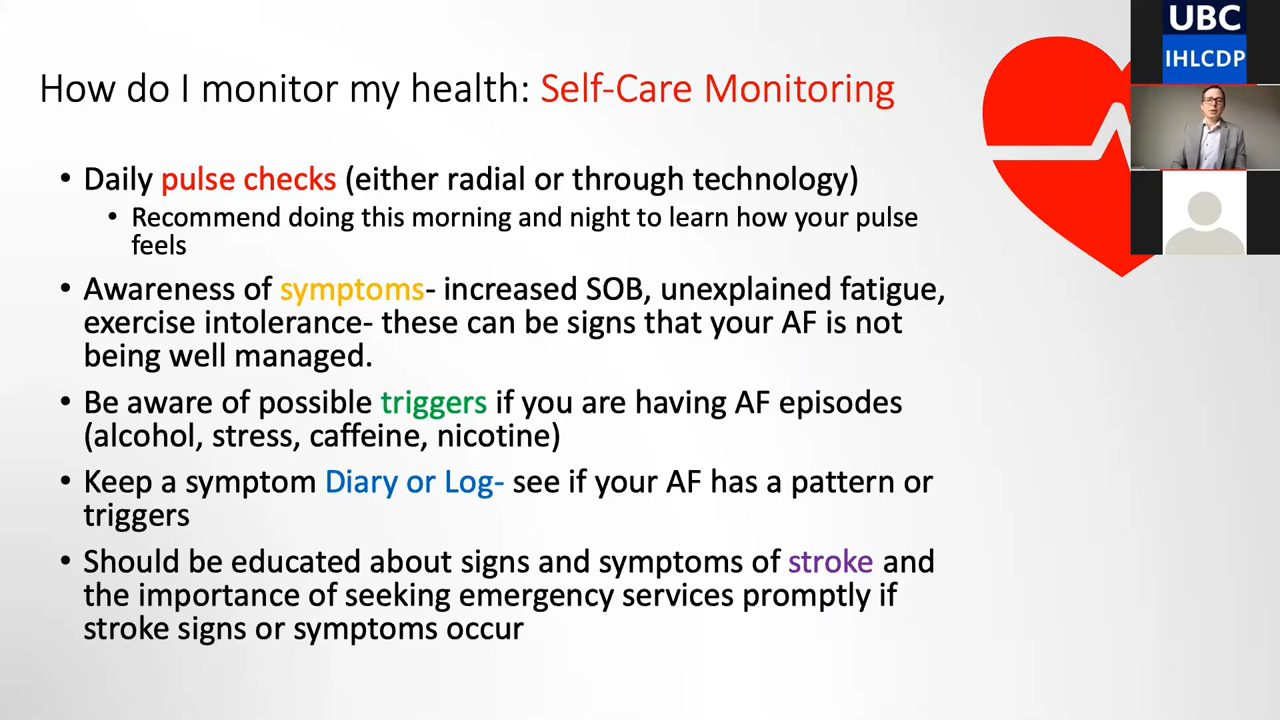 UBC
IHLCDP
How do I monitor my health: Self-Care Monitoring
• Daily pulse checks (either radial or through technology)
• Recommend doing this morning and night to learn how your pulse
feels
• Awareness of symptoms- increased SOB, unexplained fatigue,
exercise intolerance- these can be signs that your AF is not
being well managed.
• Be aware of possible triggers if you are having AF episodes
(alcohol, stress, caffeine, nicotine)
• Keep a symptom Diary or Log- see if your AF has a pattern or
triggers
• Should be educated about signs and symptoms of stroke and
the importance of seeking emergency services promptly if
stroke signs or symptoms occur